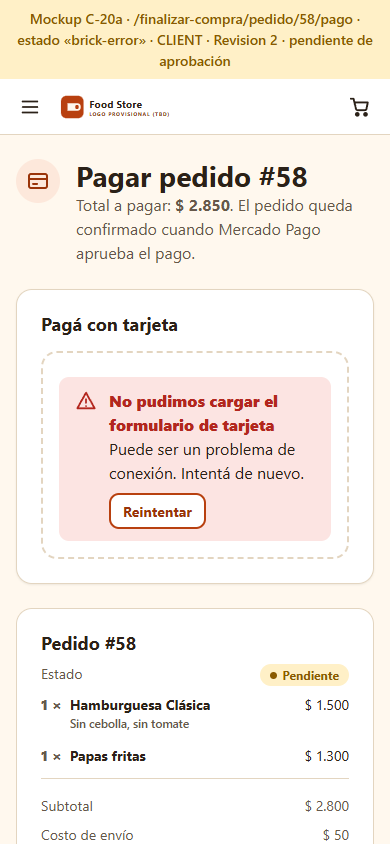 Mockup C-20a · /finalizar-compra/pedido/58/pago ·
estado «brick-error» · CLIENT · Revision 2 · pendiente de
aprobación
Food Store
LOGO PROVISIONAL (TBD)
Pagar pedido #58
Total a pagar: $ 2.850. El pedido queda
confirmado cuando Mercado Pago
aprueba el pago.
Pagá con tarjeta
No pudimos cargar el
formulario de tarjeta
Puede ser un problema de
conexión. Intentá de nuevo.
Reintentar
Pedido #58
Estado Pendiente
1 × Hamburguesa Clásica $ 1.500
Sin cebolla, sin tomate
1 × Papas fritas $ 1.300
Subtotal $ 2.800
Costo de envío $ 50